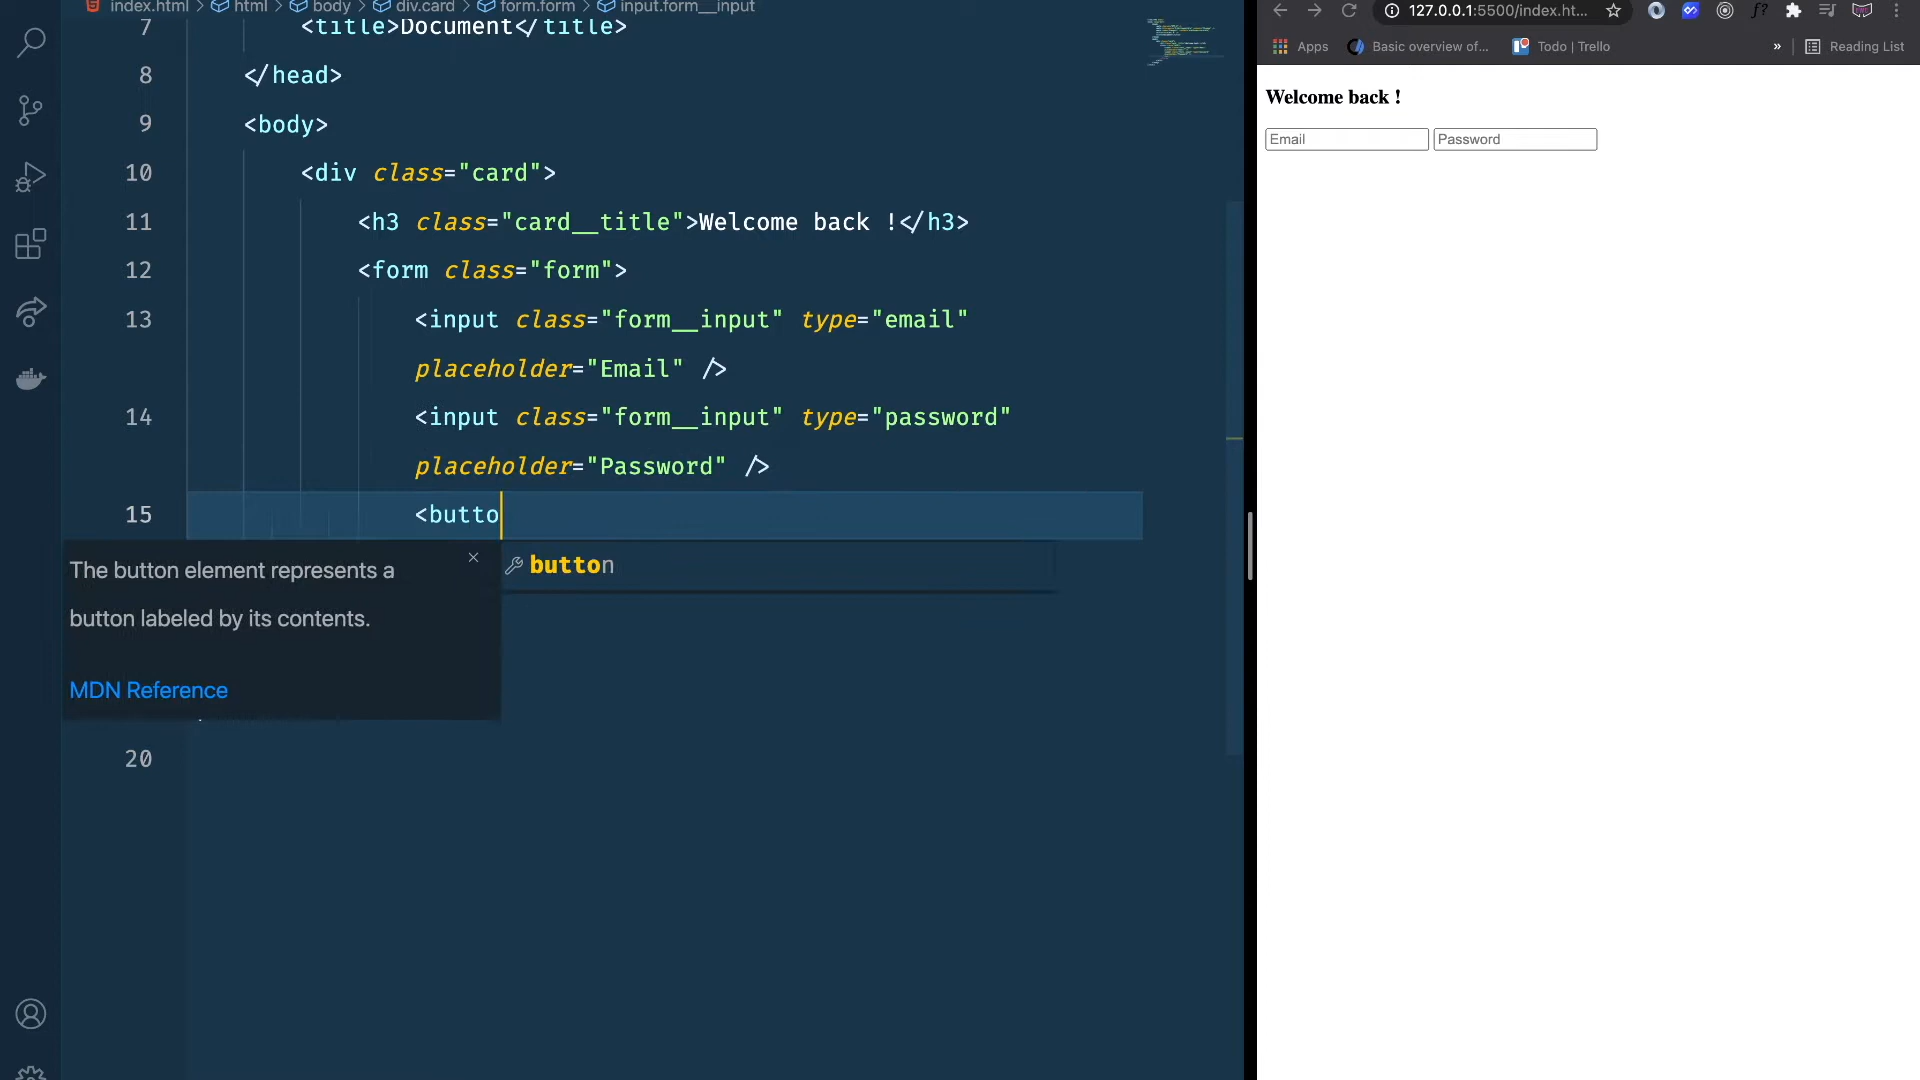 index.html > html > body > div.card > form.form > input.form__input
7 <title>Document</title>
8 </head>
9 <body>
10 <div class="card">
11 <h3 class="card__title">Welcome back !</h3>
12 <form class="form">
13 <input class="form__input" type="email"
placeholder="Email" />
14 <input class="form__input" type="password"
placeholder="Password" />
15 <butto
button
The button element represents a
button labeled by its contents.
MDN Reference
20
127.0.0.1:5500/index.ht...
Apps Basic overview of... Todo | Trello » Reading List
Welcome back !
Email Password